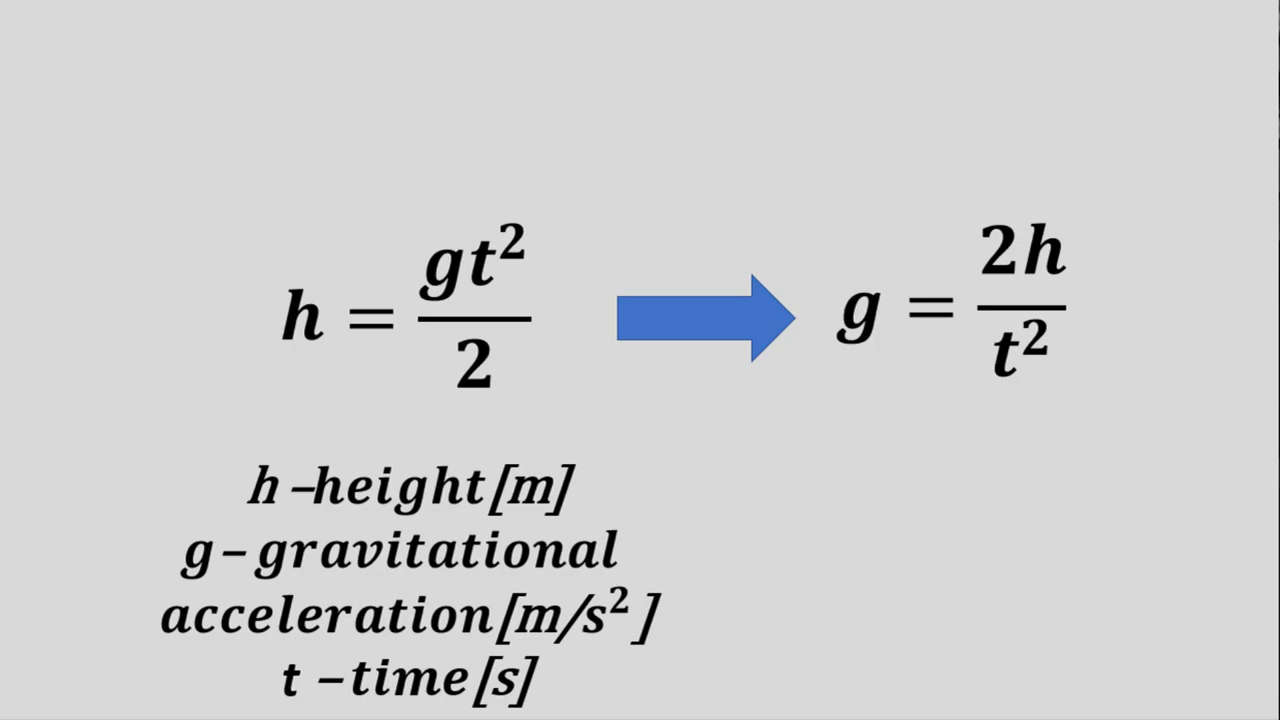 h = gt²/2
g = 2h/t²
h –height[m]
g – gravitational
acceleration[m/s² ]
t –time[s]